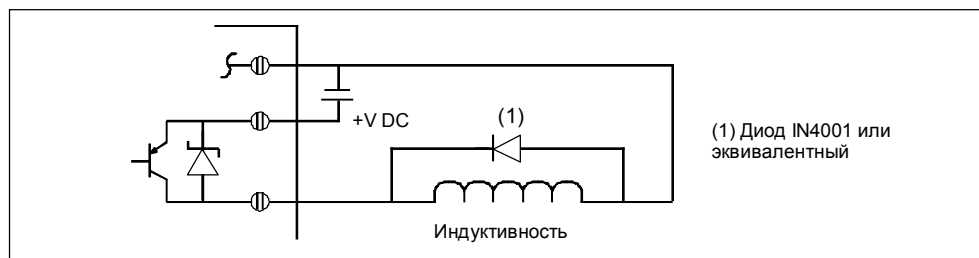 +V DC
(1)
(1) Диод IN4001 или
эквивалентный
Индуктивность